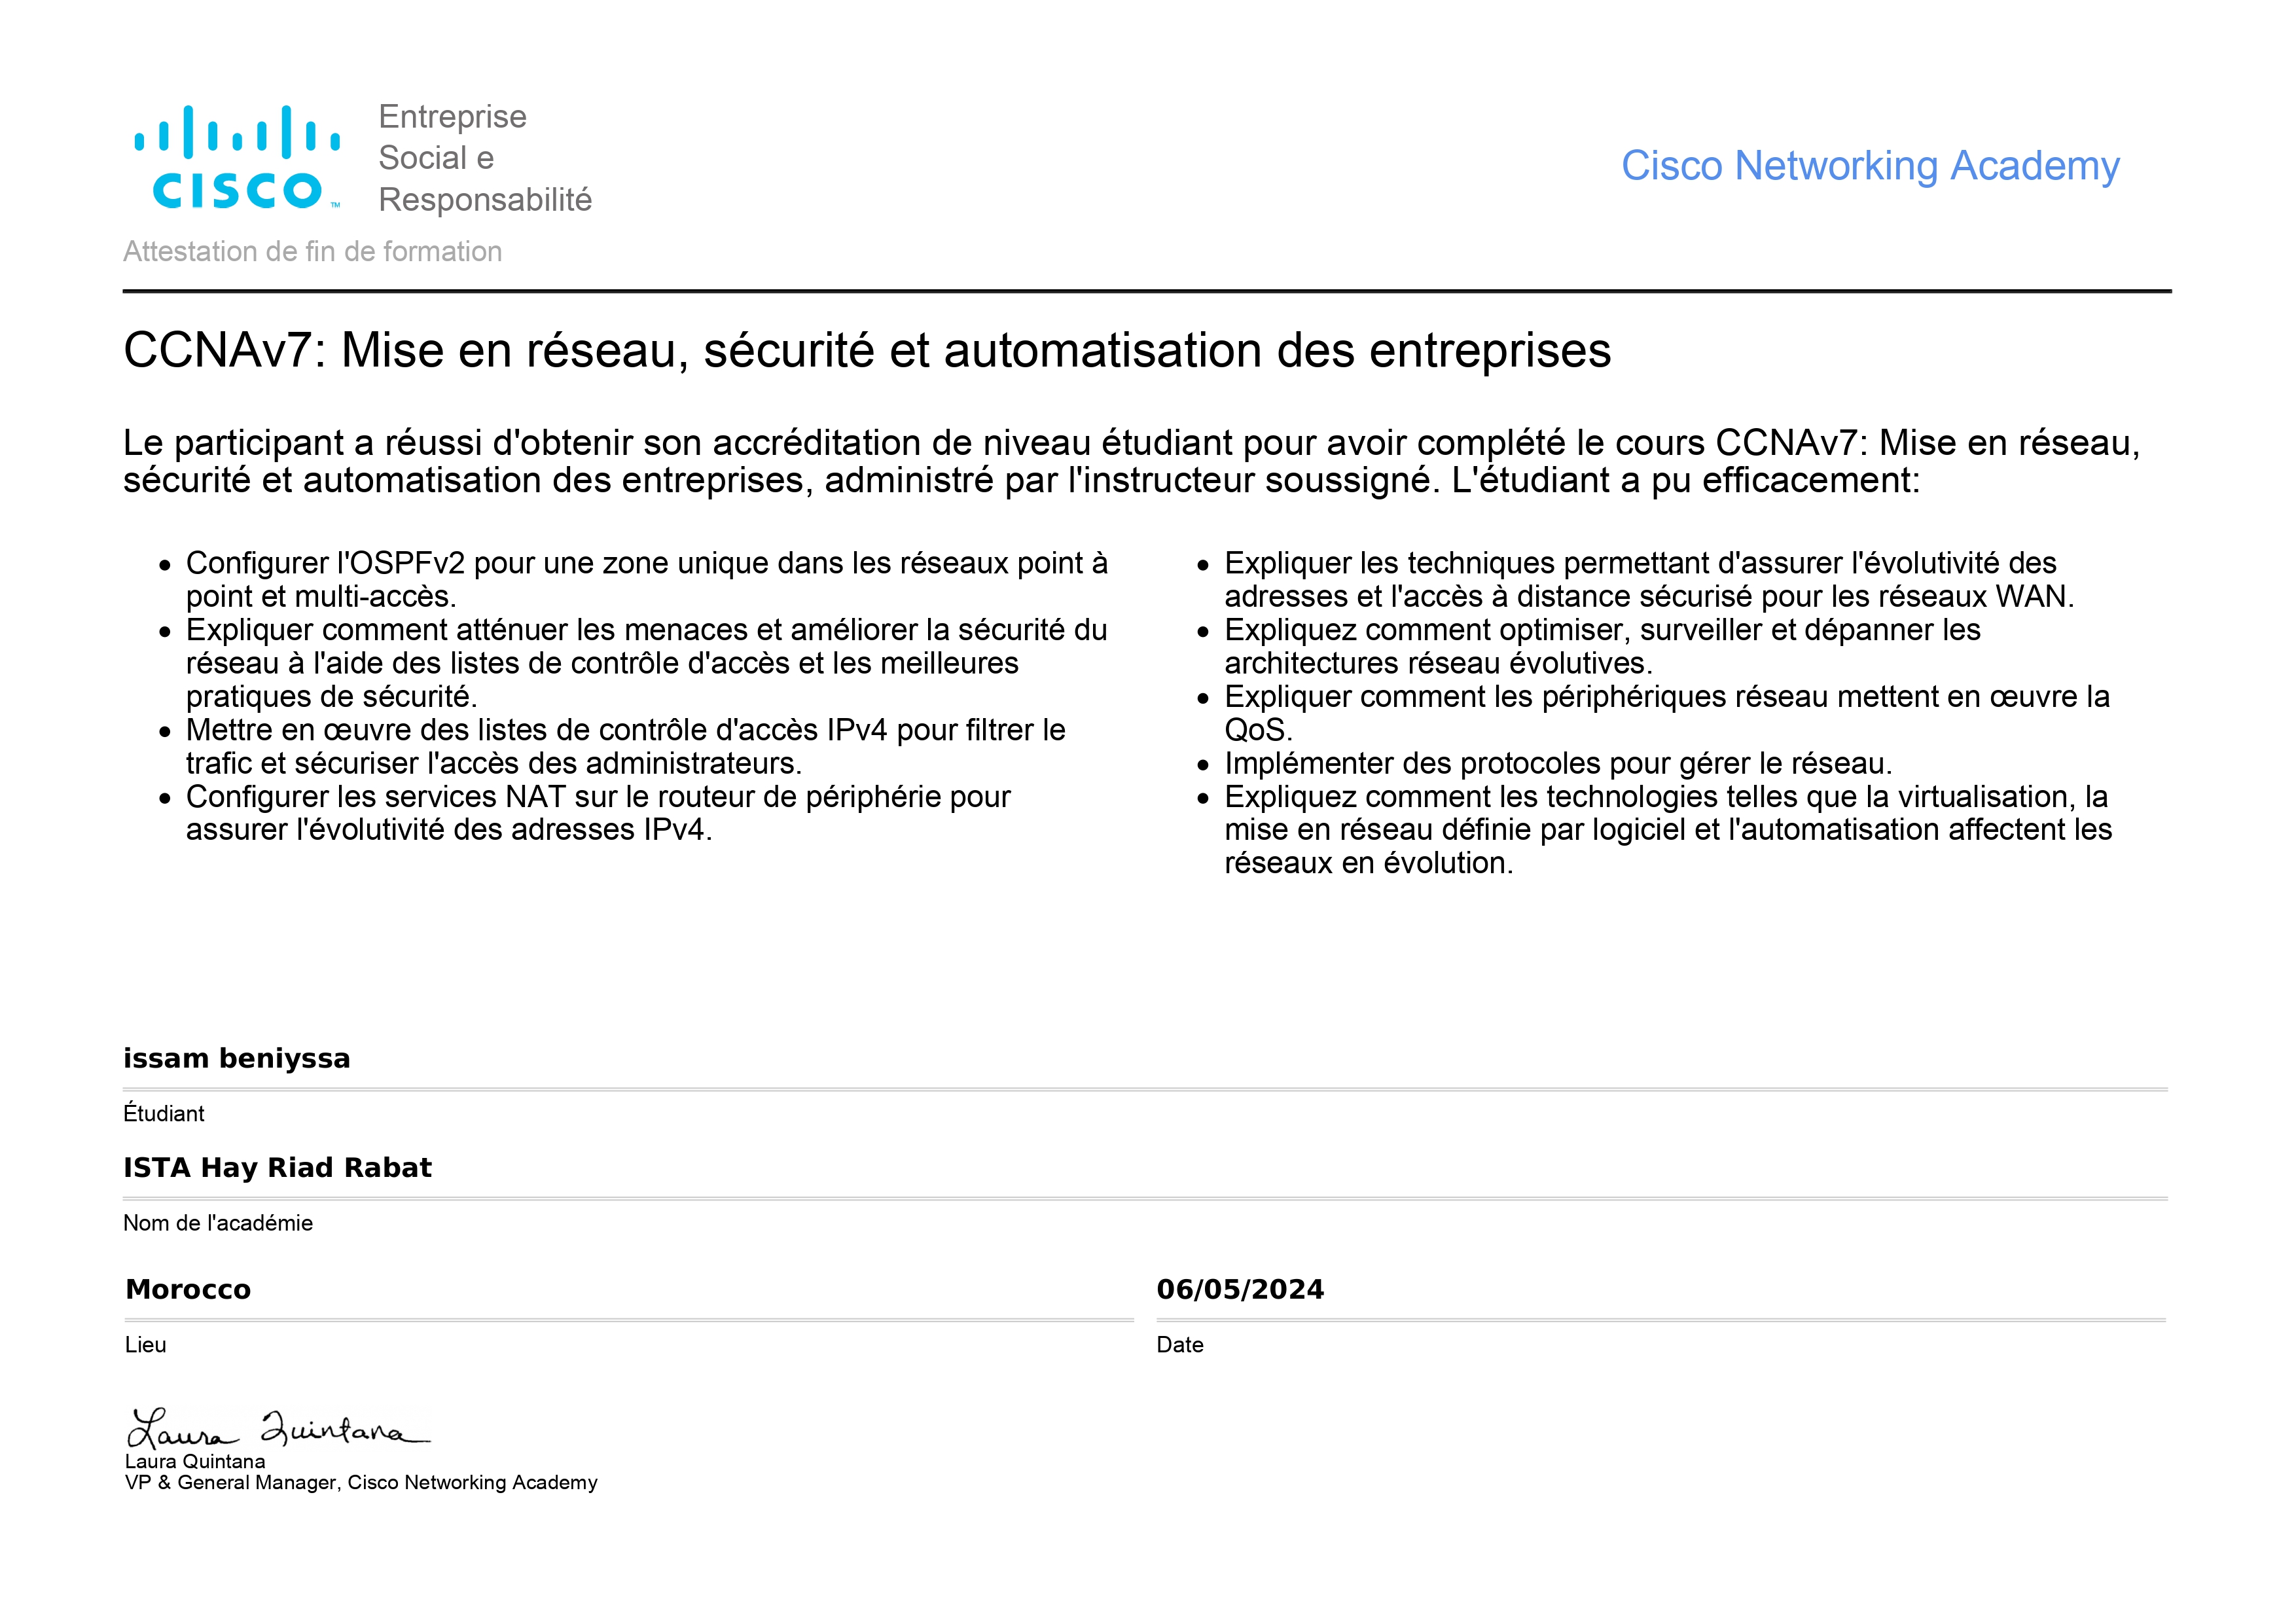 CISCO
TM
Entreprise
Social e
Responsabilité
Cisco Networking Academy
Attestation de fin de formation
CCNAv7: Mise en réseau, sécurité et automatisation des entreprises
Le participant a réussi d'obtenir son accréditation de niveau étudiant pour avoir complété le cours CCNAv7: Mise en réseau,
sécurité et automatisation des entreprises, administré par l'instructeur soussigné. L'étudiant a pu efficacement:
• Configurer l'OSPFv2 pour une zone unique dans les réseaux point à
point et multi-accès.
• Expliquer comment atténuer les menaces et améliorer la sécurité du
réseau à l'aide des listes de contrôle d'accès et les meilleures
pratiques de sécurité.
• Mettre en œuvre des listes de contrôle d'accès IPv4 pour filtrer le
trafic et sécuriser l'accès des administrateurs.
• Configurer les services NAT sur le routeur de périphérie pour
assurer l'évolutivité des adresses IPv4.
• Expliquer les techniques permettant d'assurer l'évolutivité des
adresses et l'accès à distance sécurisé pour les réseaux WAN.
• Expliquez comment optimiser, surveiller et dépanner les
architectures réseau évolutives.
• Expliquer comment les périphériques réseau mettent en œuvre la
QoS.
• Implémenter des protocoles pour gérer le réseau.
• Expliquez comment les technologies telles que la virtualisation, la
mise en réseau définie par logiciel et l'automatisation affectent les
réseaux en évolution.
issam beniyssa
Étudiant
ISTA Hay Riad Rabat
Nom de l'académie
Morocco
Lieu
06/05/2024
Date
Laura Quintana
Laura Quintana
VP & General Manager, Cisco Networking Academy